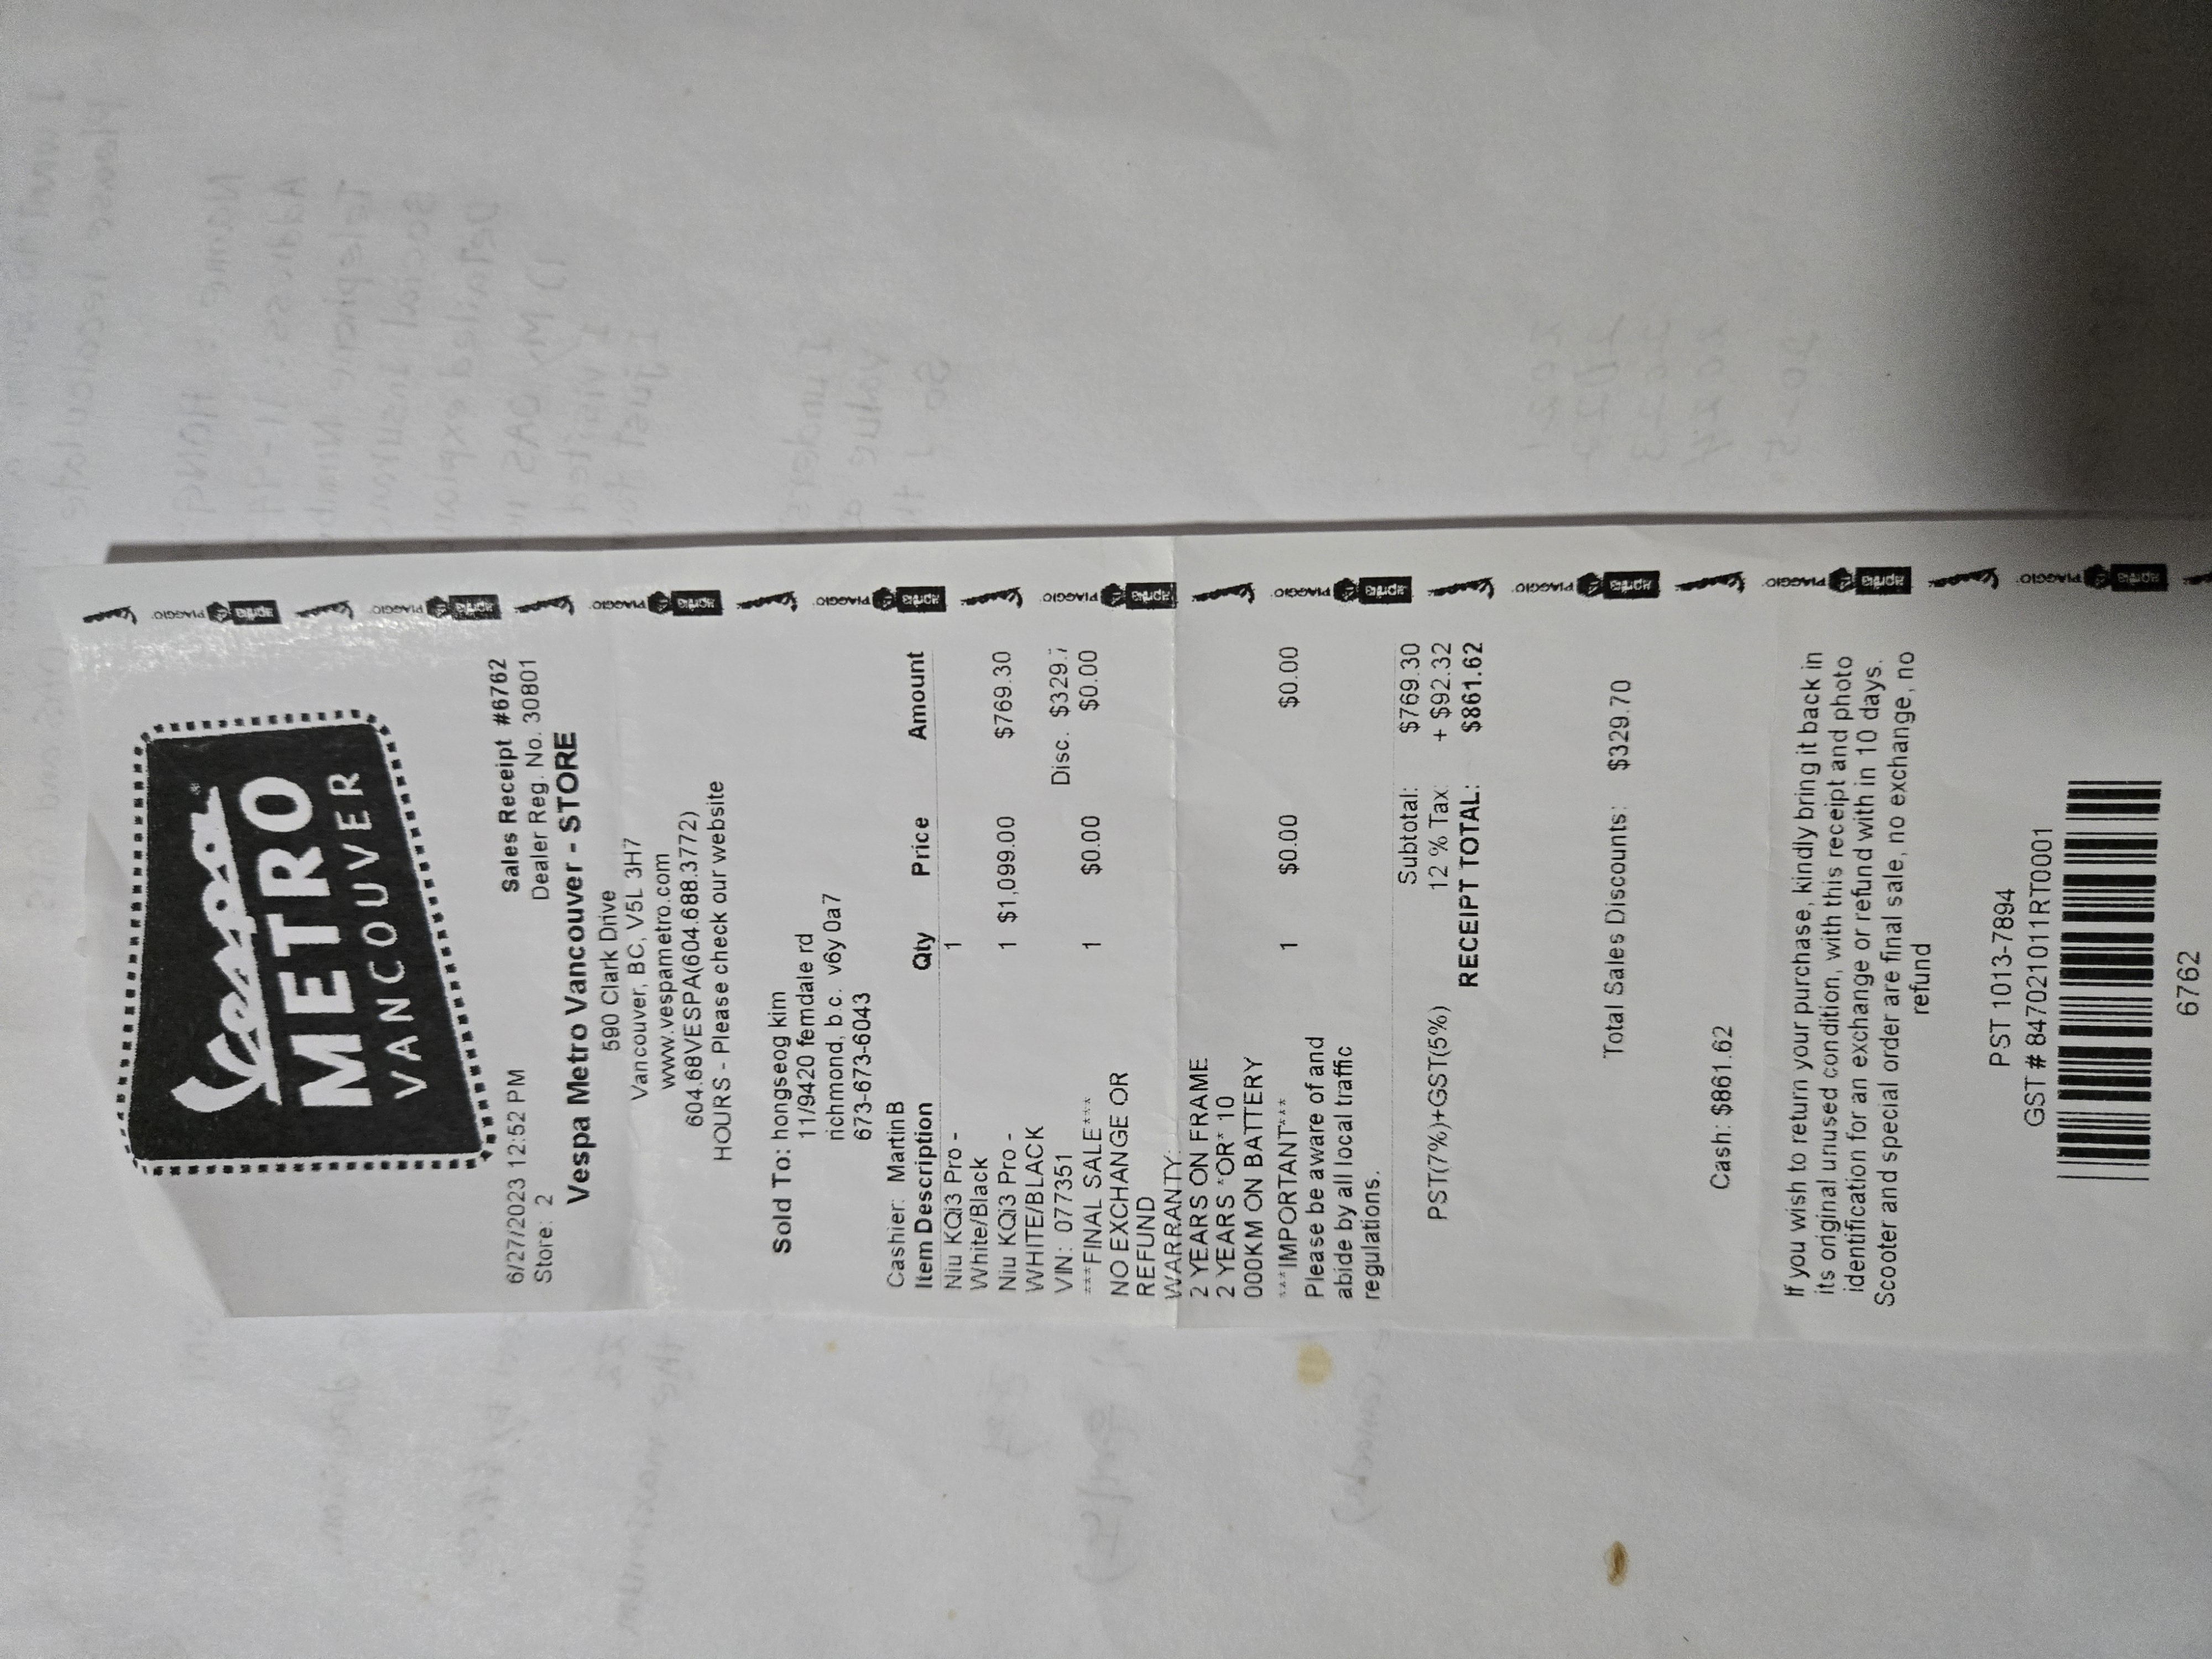 Vespa
METRO
VANCOUVER
Sales Receipt #6762
6/27/2023 12:52 PM Dealer Reg. No. 30801
Store: 2
Vespa Metro Vancouver - STORE
590 Clark Drive
Vancouver, BC, V5L 3H7
www.vespametro.com
604.68VESPA(604.688.3772)
HOURS - Please check our website
Sold To: hongseog kim
11/9420 ferndale rd
richmond, b.c. v6y 0a7
673-673-6043
Cashier: MartinB
Item Description Qty Price Amount
Niu KQi3 Pro - 1
White/Black
Niu KQi3 Pro - 1 $1,099.00 $769.30
WHITE/BLACK
VIN: 077351 Disc. $329.7
***FINAL SALE*** 1 $0.00 $0.00
NO EXCHANGE OR
REFUND
WARRANTY:
2 YEARS ON FRAME
2 YEARS *OR* 10
000KM ON BATTERY
***IMPORTANT*** 1 $0.00 $0.00
Please be aware of and
abide by all local traffic
regulations.
Subtotal: $769.30
PST(7%)+GST(5%) 12 % Tax: + $92.32
RECEIPT TOTAL: $861.62
Total Sales Discounts: $329.70
Cash: $861.62
If you wish to return your purchase, kindly bring it back in
its original unused condition, with this receipt and photo
identification for an exchange or refund with in 10 days.
Scooter and special order are final sale, no exchange, no
refund
PST 1013-7894
GST # 847021011RT0001
6762
Vespa PIAGGIO aprilia